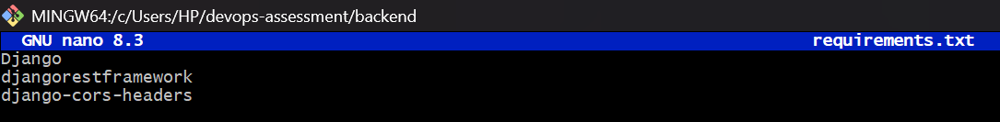 MINGW64:/c/Users/HP/devops-assessment/backend
GNU nano 8.3 requirements.txt
Django
djangorestframework
django-cors-headers